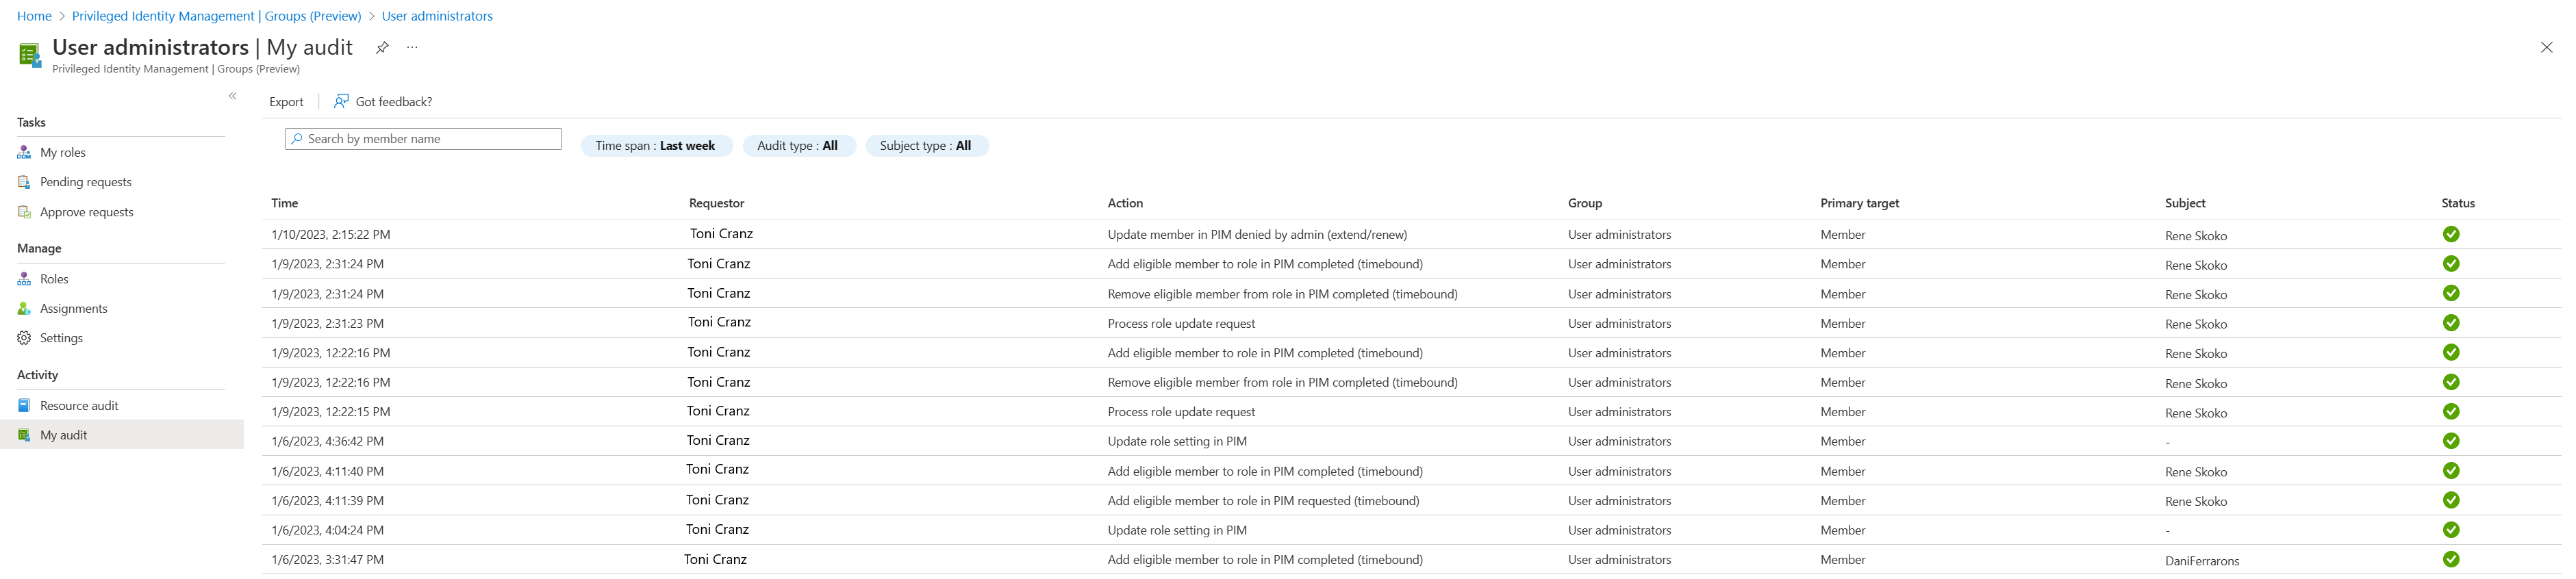 Home > Privileged Identity Management | Groups (Preview) > User administrators
User administrators | My audit ...
Privileged Identity Management | Groups (Preview)
«
Export | Got feedback?
Tasks
My roles
Pending requests
Approve requests
Manage
Roles
Assignments
Settings
Activity
Resource audit
My audit
Search by member name Time span : Last week Audit type : All Subject type : All
Time Requestor Action Group Primary target Subject Status
1/10/2023, 2:15:22 PM Toni Cranz Update member in PIM denied by admin (extend/renew) User administrators Member Rene Skoko
1/9/2023, 2:31:24 PM Toni Cranz Add eligible member to role in PIM completed (timebound) User administrators Member Rene Skoko
1/9/2023, 2:31:24 PM Toni Cranz Remove eligible member from role in PIM completed (timebound) User administrators Member Rene Skoko
1/9/2023, 2:31:23 PM Toni Cranz Process role update request User administrators Member Rene Skoko
1/9/2023, 12:22:16 PM Toni Cranz Add eligible member to role in PIM completed (timebound) User administrators Member Rene Skoko
1/9/2023, 12:22:16 PM Toni Cranz Remove eligible member from role in PIM completed (timebound) User administrators Member Rene Skoko
1/9/2023, 12:22:15 PM Toni Cranz Process role update request User administrators Member Rene Skoko
1/6/2023, 4:36:42 PM Toni Cranz Update role setting in PIM User administrators Member -
1/6/2023, 4:11:40 PM Toni Cranz Add eligible member to role in PIM completed (timebound) User administrators Member Rene Skoko
1/6/2023, 4:11:39 PM Toni Cranz Add eligible member to role in PIM requested (timebound) User administrators Member Rene Skoko
1/6/2023, 4:04:24 PM Toni Cranz Update role setting in PIM User administrators Member -
1/6/2023, 3:31:47 PM Toni Cranz Add eligible member to role in PIM completed (timebound) User administrators Member DaniFerrarons